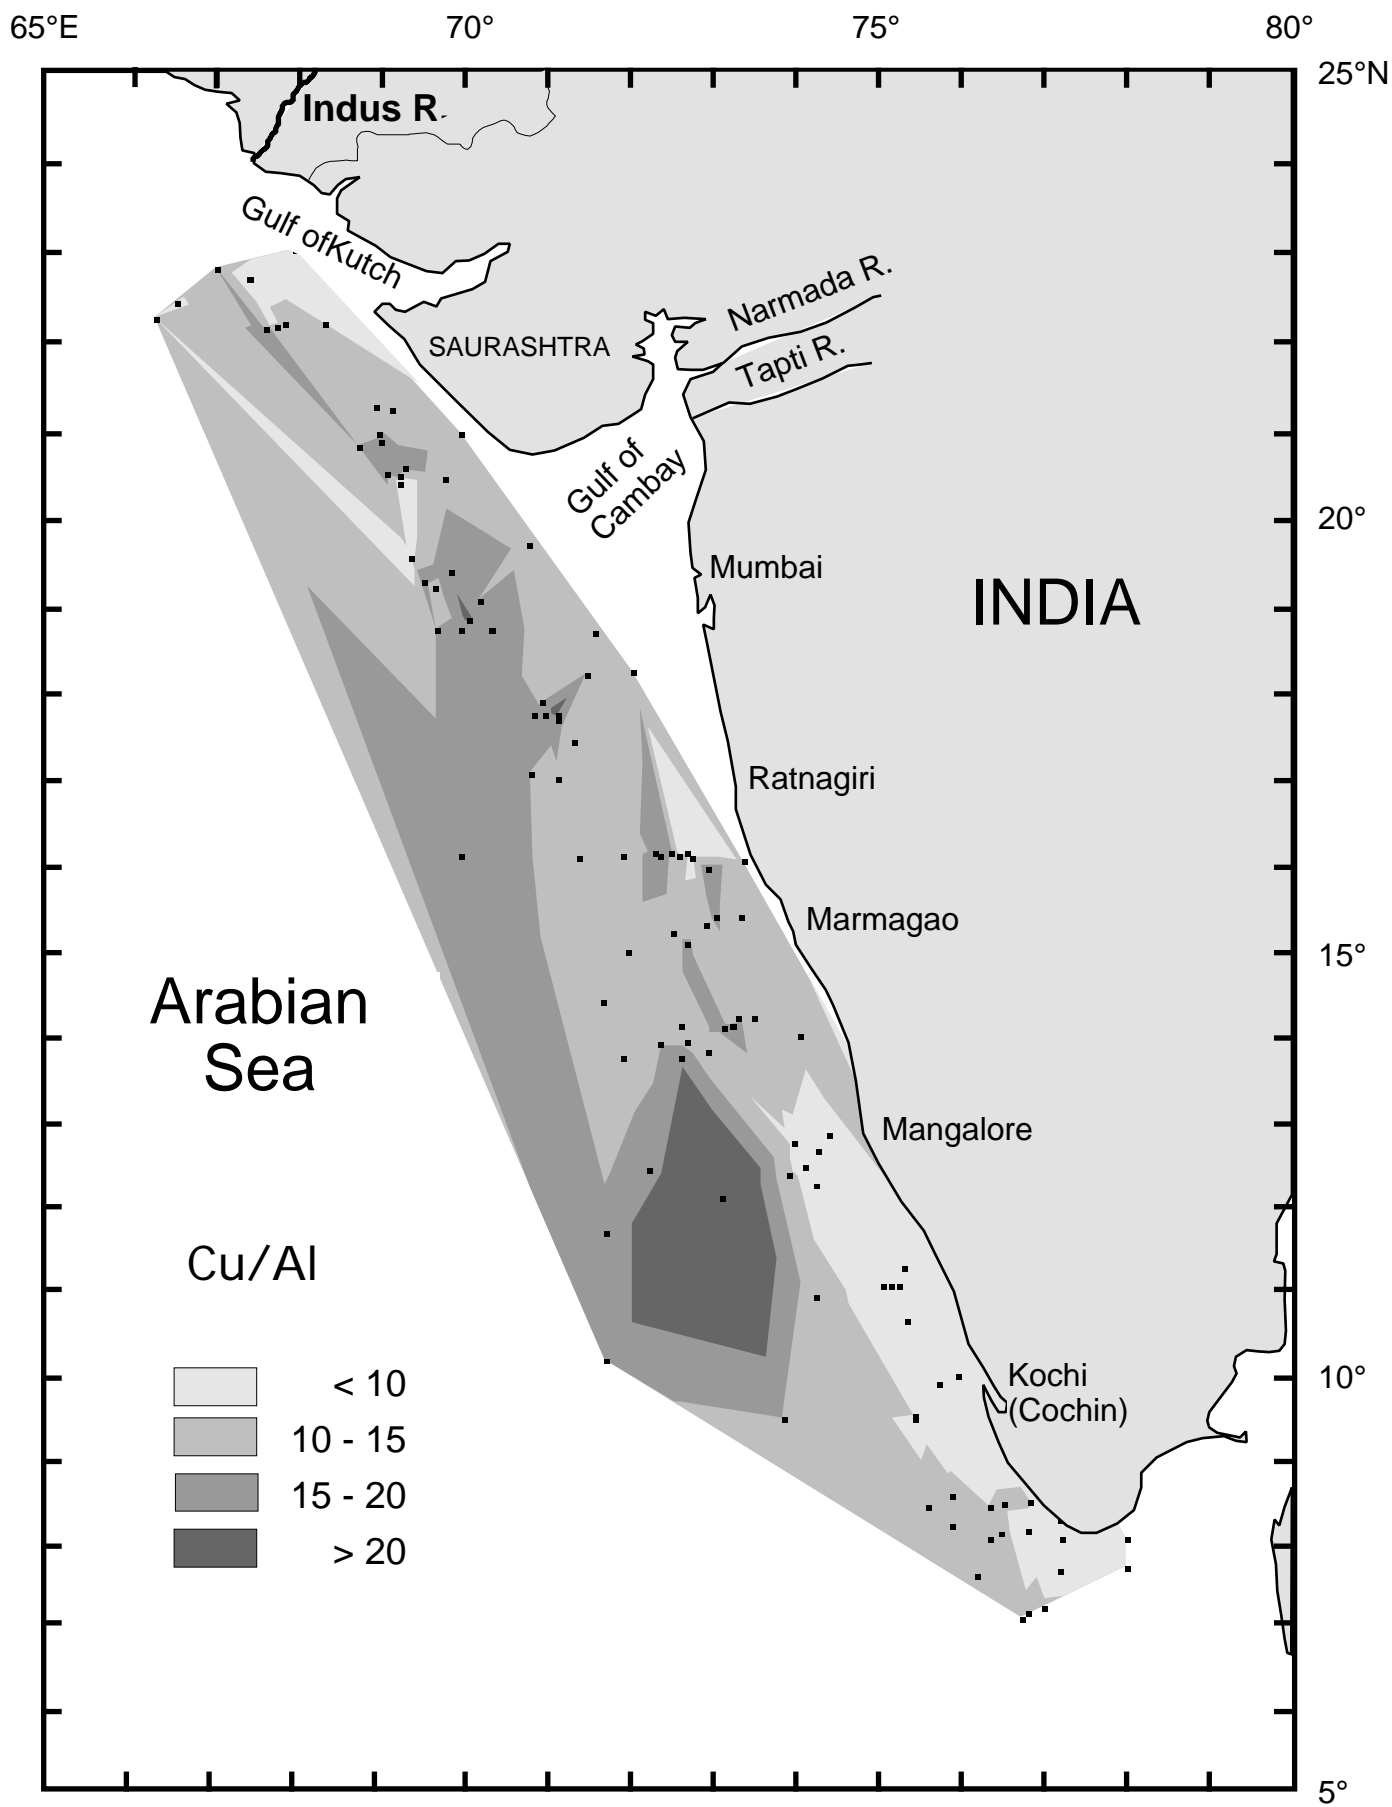 65°E 70° 75° 80°
25°N
Indus R.
Gulf ofKutch
Narmada R.
SAURASHTRA
Tapti R.
Gulf of
Cambay
20°
Mumbai
INDIA
Ratnagiri
Marmagao
15°
Arabian
Sea
Mangalore
Cu/Al
Kochi
(Cochin)
10°
< 10
10 - 15
15 - 20
> 20
5°